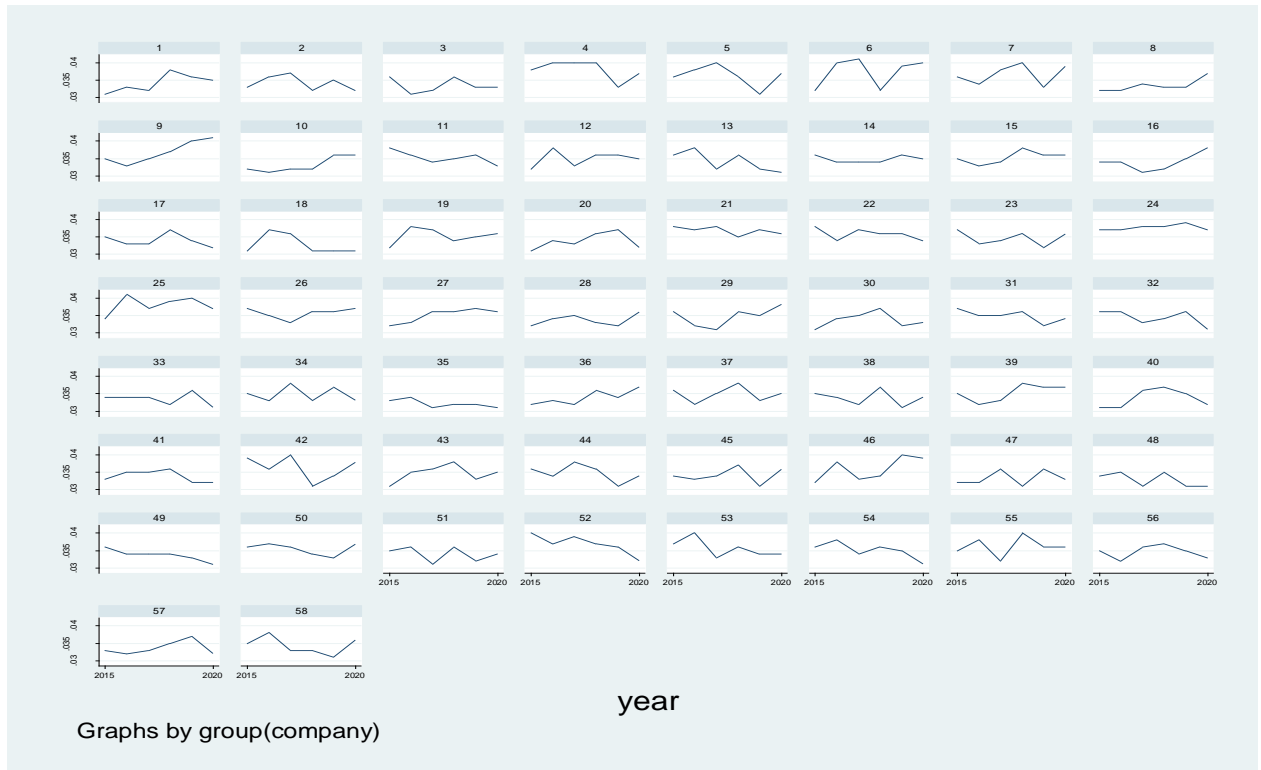 1 2 3 4 5 6 7 8
.03 .035 .04
9 10 11 12 13 14 15 16
.03 .035 .04
17 18 19 20 21 22 23 24
.03 .035 .04
25 26 27 28 29 30 31 32
.03 .035 .04
33 34 35 36 37 38 39 40
.03 .035 .04
41 42 43 44 45 46 47 48
.03 .035 .04
49 50 51 52 53 54 55 56
.03 .035 .04
2015 2020 2015 2020 2015 2020 2015 2020 2015 2020 2015 2020
57 58
.03 .035 .04
2015 2020 2015 2020
year
Graphs by group(company)